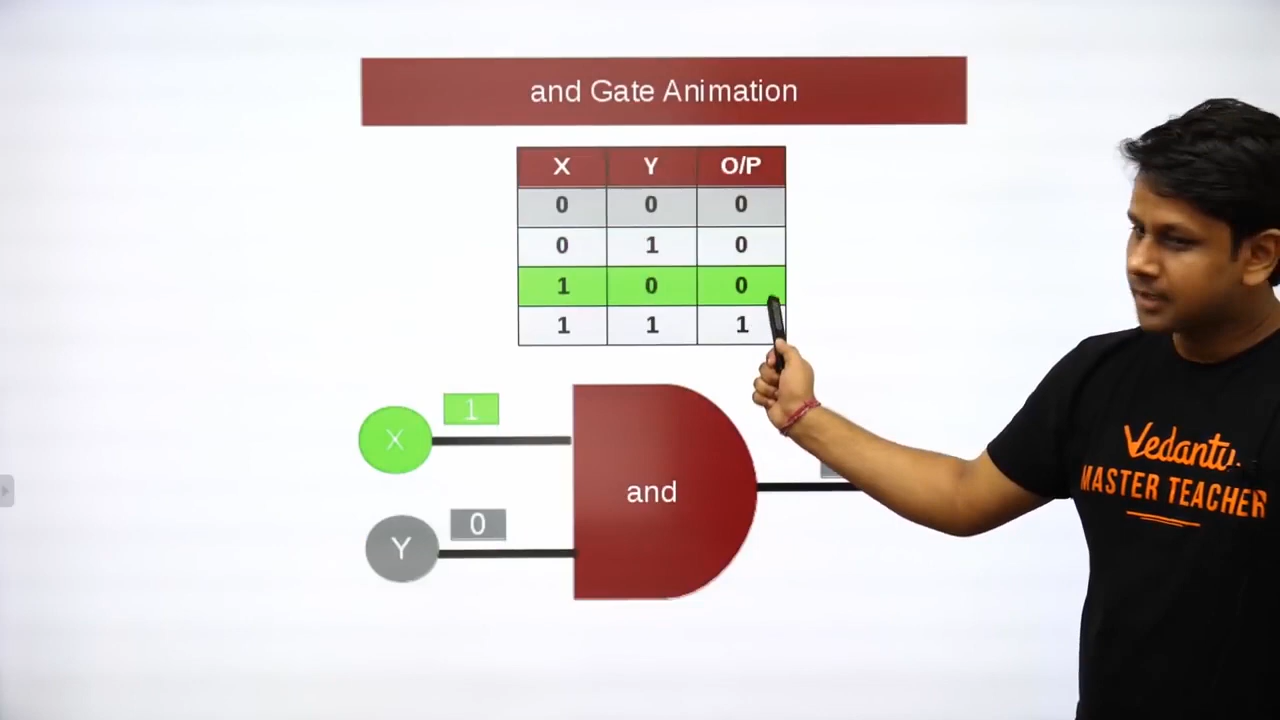 and Gate Animation
X Y O/P
0 0 0
0 1 0
1 0 0
1 1 1
1
X
and
0
Y
Vedantu
MASTER TEACHER